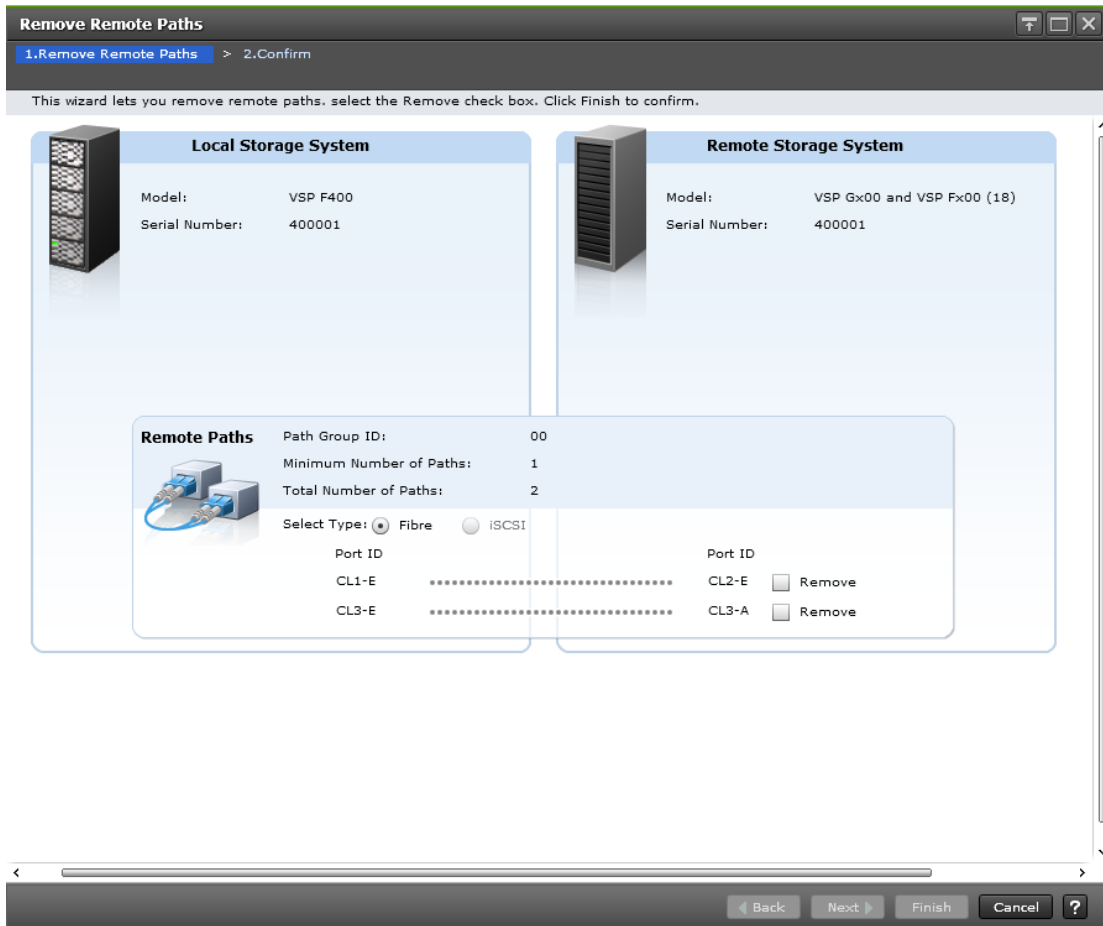 Remove Remote Paths
1.Remove Remote Paths > 2.Confirm
This wizard lets you remove remote paths. select the Remove check box. Click Finish to confirm.
Local Storage System
Model: VSP F400
Serial Number: 400001
Remote Storage System
Model: VSP Gx00 and VSP Fx00 (18)
Serial Number: 400001
Remote Paths
Path Group ID: 00
Minimum Number of Paths: 1
Total Number of Paths: 2
Select Type: Fibre iSCSI
Port ID Port ID
CL1-E CL2-E Remove
CL3-E CL3-A Remove
Back Next Finish Cancel ?